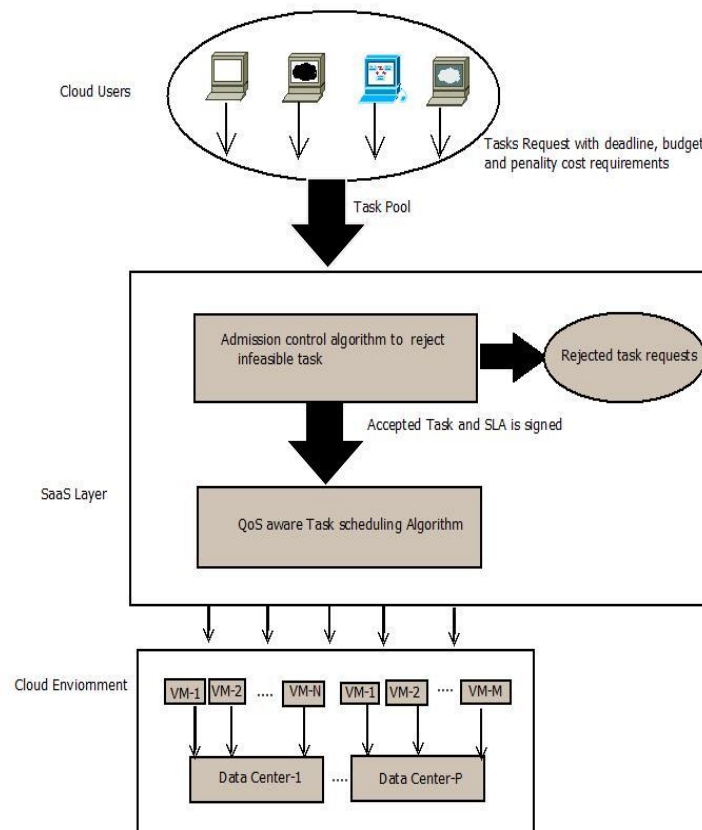 Cloud Users
Tasks Request with deadline, budget
and penality cost requirements
Task Pool
Admission control algorithm to reject
infeasible task
Rejected task requests
Accepted Task and SLA is signed
SaaS Layer
QoS aware Task scheduling Algorithm
Cloud Enviornment
VM-1 VM-2 .... VM-N VM-1 VM-2 .... VM-M
Data Center-1 .... Data Center-P